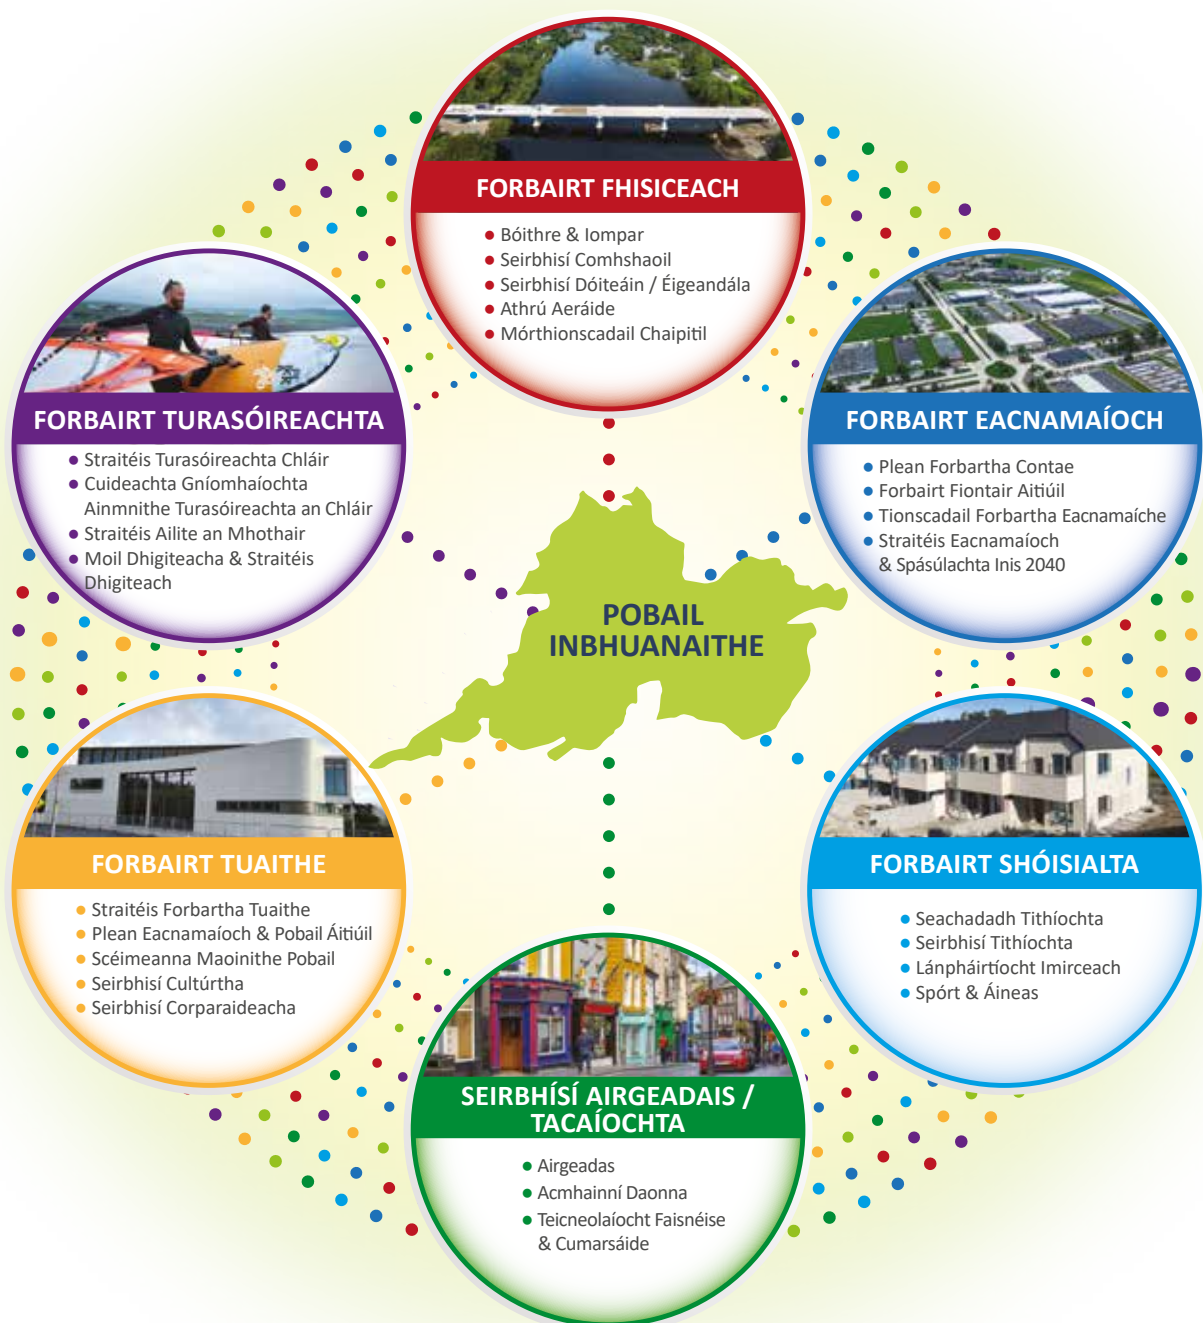 FORBAIRT FHISICEACH
Bóithre & Iompar
Seirbhisí Comhshaoil
Seirbhisí Dóiteáin / Éigeandála
Athrú Aeráide
Mórthionscadail Chaipitil
FORBAIRT TURASÓIREACHTA
Straitéis Turasóireachta Chláir
Cuideachta Gníomhaíochta
Ainmnithe Turasóireachta an Chláir
Straitéis Ailite an Mhothair
Moil Dhigiteacha & Straitéis
Dhigiteach
FORBAIRT EACNAMAÍOCH
Plean Forbartha Contae
Forbairt Fiontair Aitiúil
Tionscadail Forbartha Eacnamaíche
Straitéis Eacnamaíoch
& Spásúlachta Inis 2040
POBAIL
INBHUANAITHE
FORBAIRT TUAITHE
Straitéis Forbartha Tuaithe
Plean Eacnamaíoch & Pobail Áitiúil
Scéimeanna Maoinithe Pobail
Seirbhisí Cultúrtha
Seirbhisí Corparaideacha
FORBAIRT SHÓISIALTA
Seachadadh Tithíochta
Seirbhisí Tithíochta
Lánpháirtíocht Imirceach
Spórt & Áineas
SEIRBHÍSÍ AIRGEADAIS /
TACAÍOCHTA
Airgeadas
Acmhainní Daonna
Teicneolaíocht Faisnéise
& Cumarsáide